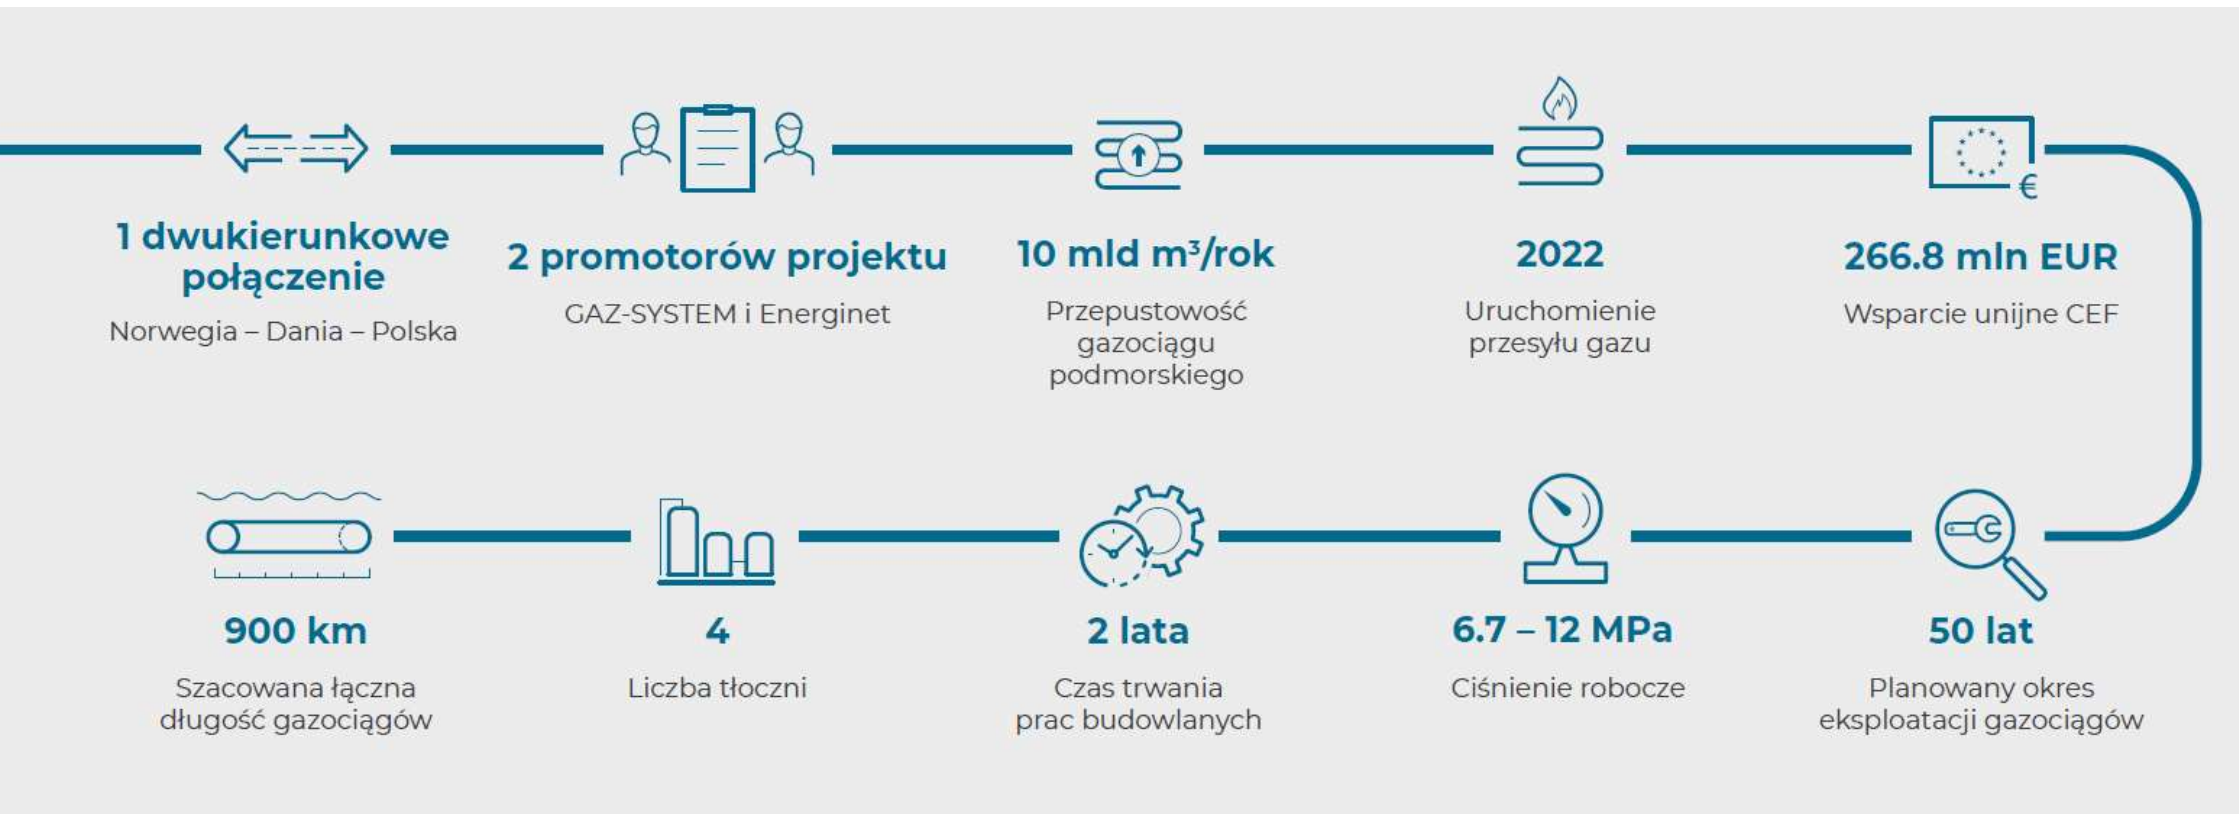 1 dwukierunkowe
połączenie
Norwegia – Dania – Polska
2 promotorów projektu
GAZ-SYSTEM i Energinet
10 mld m³/rok
Przepustowość
gazociągu
podmorskiego
2022
Uruchomienie
przesyłu gazu
€
266.8 mln EUR
Wsparcie unijne CEF
900 km
Szacowana łączna
długość gazociągów
4
Liczba tłoczni
2 lata
Czas trwania
prac budowlanych
6.7 – 12 MPa
Ciśnienie robocze
50 lat
Planowany okres
eksploatacji gazociągów